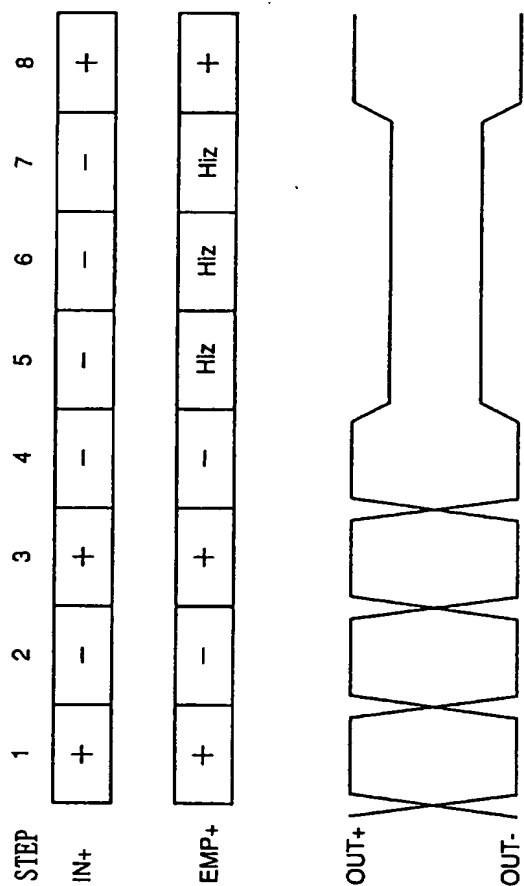 STEP 1 2 3 4 5 6 7 8
IN+ + - + - - - - +
EMP+ + - + - Hiz Hiz Hiz +
OUT+
OUT-